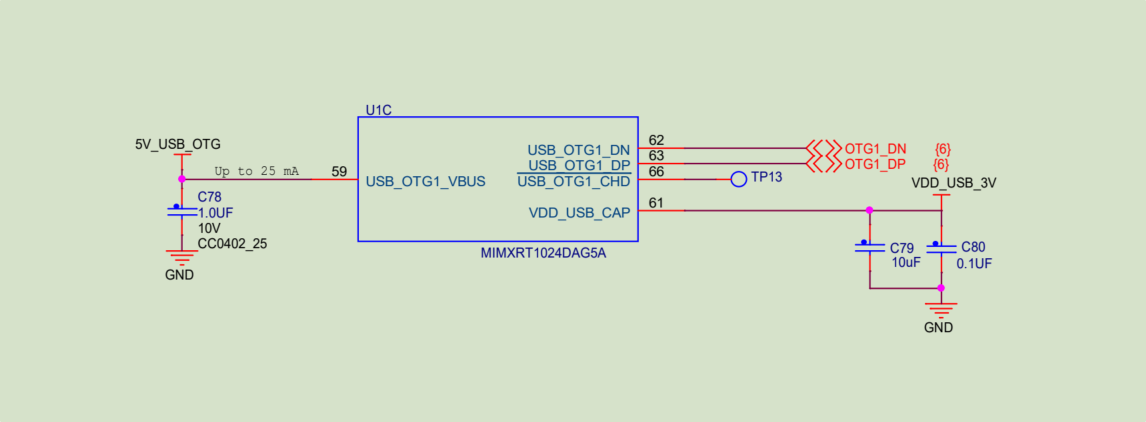 U1C
5V_USB_OTG
Up to 25 mA
59
USB_OTG1_VBUS
C78
1.0UF
10V
CC0402_25
GND
USB_OTG1_DN
62
OTG1_DN {6}
USB_OTG1_DP
63
OTG1_DP {6}
USB_OTG1_CHD
66
TP13
VDD_USB_3V
VDD_USB_CAP
61
MIMXRT1024DAG5A
C79
10uF
C80
0.1UF
GND